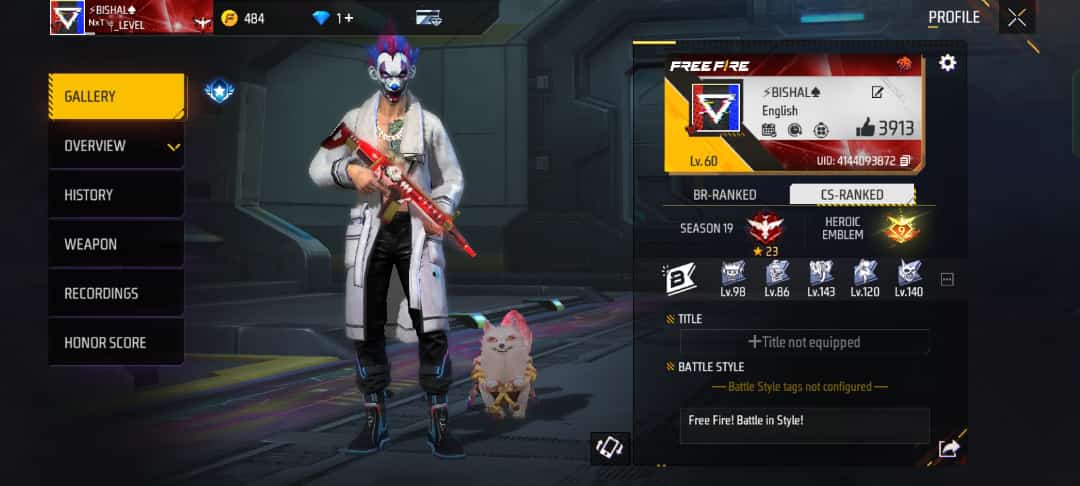 ⚡BISHAL♠
484
1+
PROFILE
GALLERY
OVERVIEW
HISTORY
WEAPON
RECORDINGS
HONOR SCORE
FREE FIRE
⚡BISHAL♠
English
3913
Lv.60
UID: 4144093872
BR-RANKED
CS-RANKED
SEASON 19
★23
HEROIC
EMBLEM
9
B
Lv.98
Lv.86
Lv.143
Lv.120
Lv.140
TITLE
+Title not equipped
BATTLE STYLE
— Battle Style tags not configured —
Free Fire! Battle in Style!